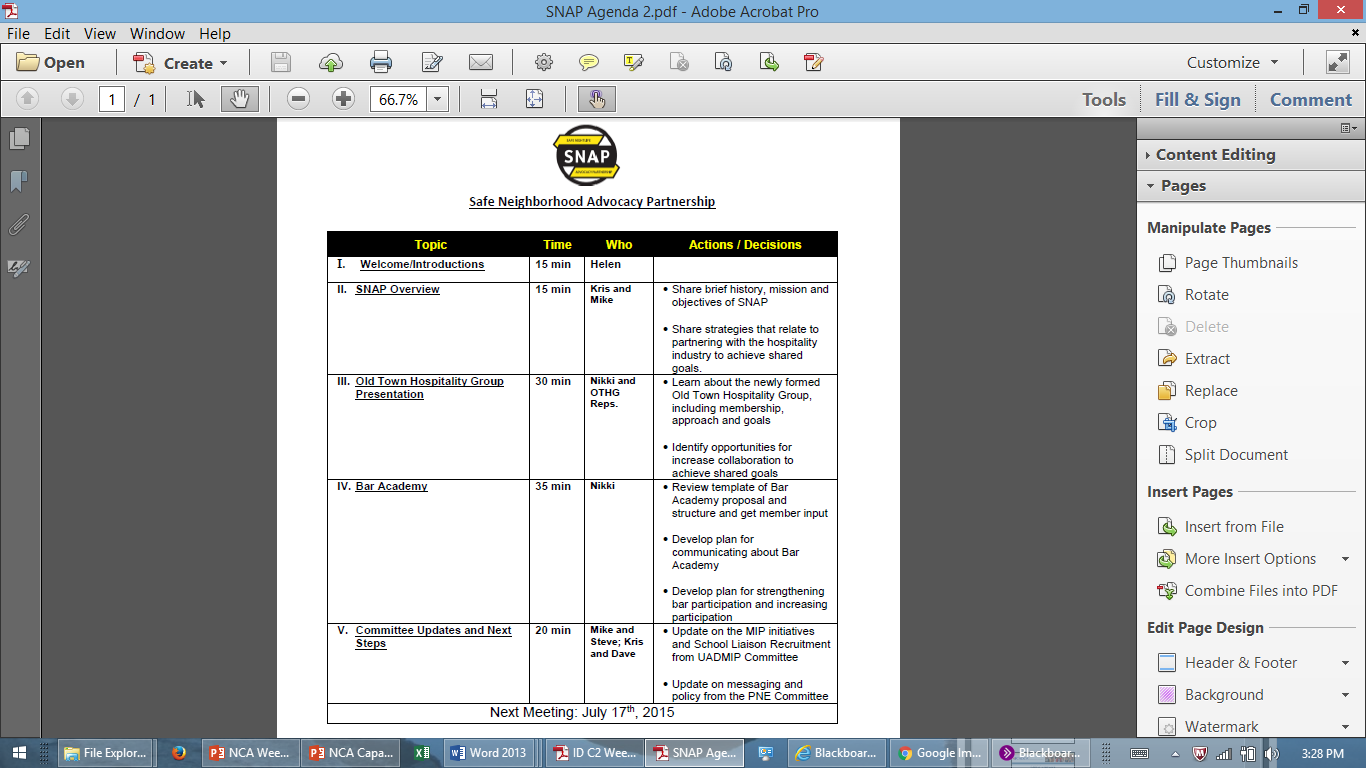 SNAP Agenda 2.pdf - Adobe Acrobat Pro
File Edit View Window Help
Open Create Customize
1 / 1 66.7% Tools Fill & Sign Comment
SAFE NEIGHBORHOOD
SNAP
ADVOCACY PARTNERSHIP
Safe Neighborhood Advocacy Partnership
Topic Time Who Actions / Decisions
I. Welcome/Introductions 15 min Helen
II. SNAP Overview 15 min Kris and
Mike
• Share brief history, mission and
objectives of SNAP
• Share strategies that relate to
partnering with the hospitality
industry to achieve shared
goals.
III. Old Town Hospitality Group
Presentation
30 min
Nikki and
OTHG
Reps.
• Learn about the newly formed
Old Town Hospitality Group,
including membership,
approach and goals
• Identify opportunities for
increase collaboration to
achieve shared goals
IV. Bar Academy 35 min Nikki
• Review template of Bar
Academy proposal and
structure and get member input
• Develop plan for
communicating about Bar
Academy
• Develop plan for strengthening
bar participation and increasing
participation
V. Committee Updates and Next
Steps
20 min
Mike and
Steve; Kris
and Dave
• Update on the MIP initiatives
and School Liaison Recruitment
from UADMIP Committee
• Update on messaging and
policy from the PNE Committee
Next Meeting: July 17th, 2015
Content Editing
Pages
Manipulate Pages
Page Thumbnails
Rotate
Delete
Extract
Replace
Crop
Split Document
Insert Pages
Insert from File
More Insert Options
Combine Files into PDF
Edit Page Design
Header & Footer
Background
Watermark
File Explor... NCA Wee... NCA Capa... Word 2013 ID C2 Wee... SNAP Age... Blackboar... Google Im... Blackboar... 3:28 PM